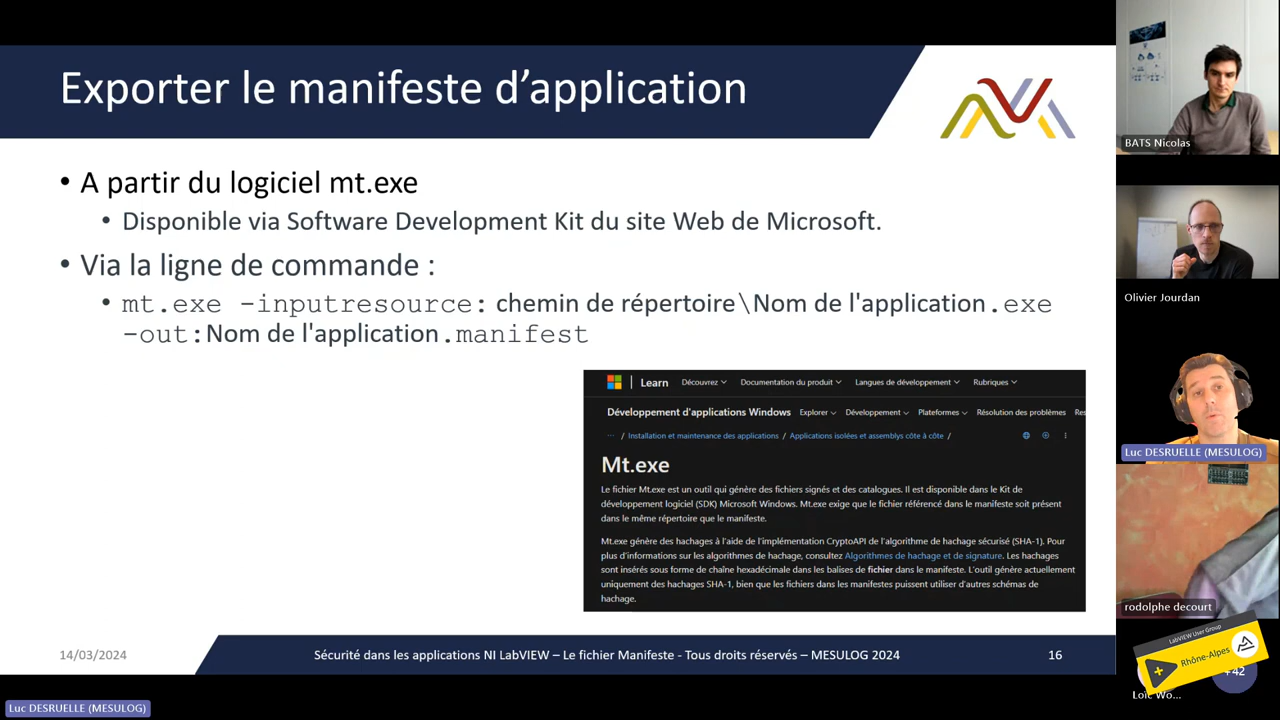 Exporter le manifeste d’application
• A partir du logiciel mt.exe
• Disponible via Software Development Kit du site Web de Microsoft.
• Via la ligne de commande :
• mt.exe -inputresource: chemin de répertoire\Nom de l'application.exe
-out:Nom de l'application.manifest
Learn Découvrez Documentation du produit Langues de développement Rubriques
Développement d'applications Windows Explorer Développement Plateformes Résolution des problèmes Res
... / Installation et maintenance des applications / Applications isolées et assemblys côte à côte /
Mt.exe
Le fichier Mt.exe est un outil qui génère des fichiers signés et des catalogues. Il est disponible dans le Kit de
développement logiciel (SDK) Microsoft Windows. Mt.exe exige que le fichier référencé dans le manifeste soit présent
dans le même répertoire que le manifeste.
Mt.exe génère des hachages à l'aide de l'implémentation CryptoAPI de l'algorithme de hachage sécurisé (SHA-1). Pour
plus d'informations sur les algorithmes de hachage, consultez Algorithmes de hachage et de signature. Les hachages
sont insérés sous forme de chaîne hexadécimale dans les balises de fichier dans le manifeste. L'outil génère actuellement
uniquement des hachages SHA-1, bien que les fichiers dans les manifestes puissent utiliser d'autres schémas de
hachage.
14/03/2024
Sécurité dans les applications NI LabVIEW – Le fichier Manifeste - Tous droits réservés – MESULOG 2024
16
BATS Nicolas
Olivier Jourdan
Luc DESRUELLE (MESULOG)
rodolphe decourt
LabVIEW User Group
Rhône-Alpes
+42
Loïc Wo...
Luc DESRUELLE (MESULOG)